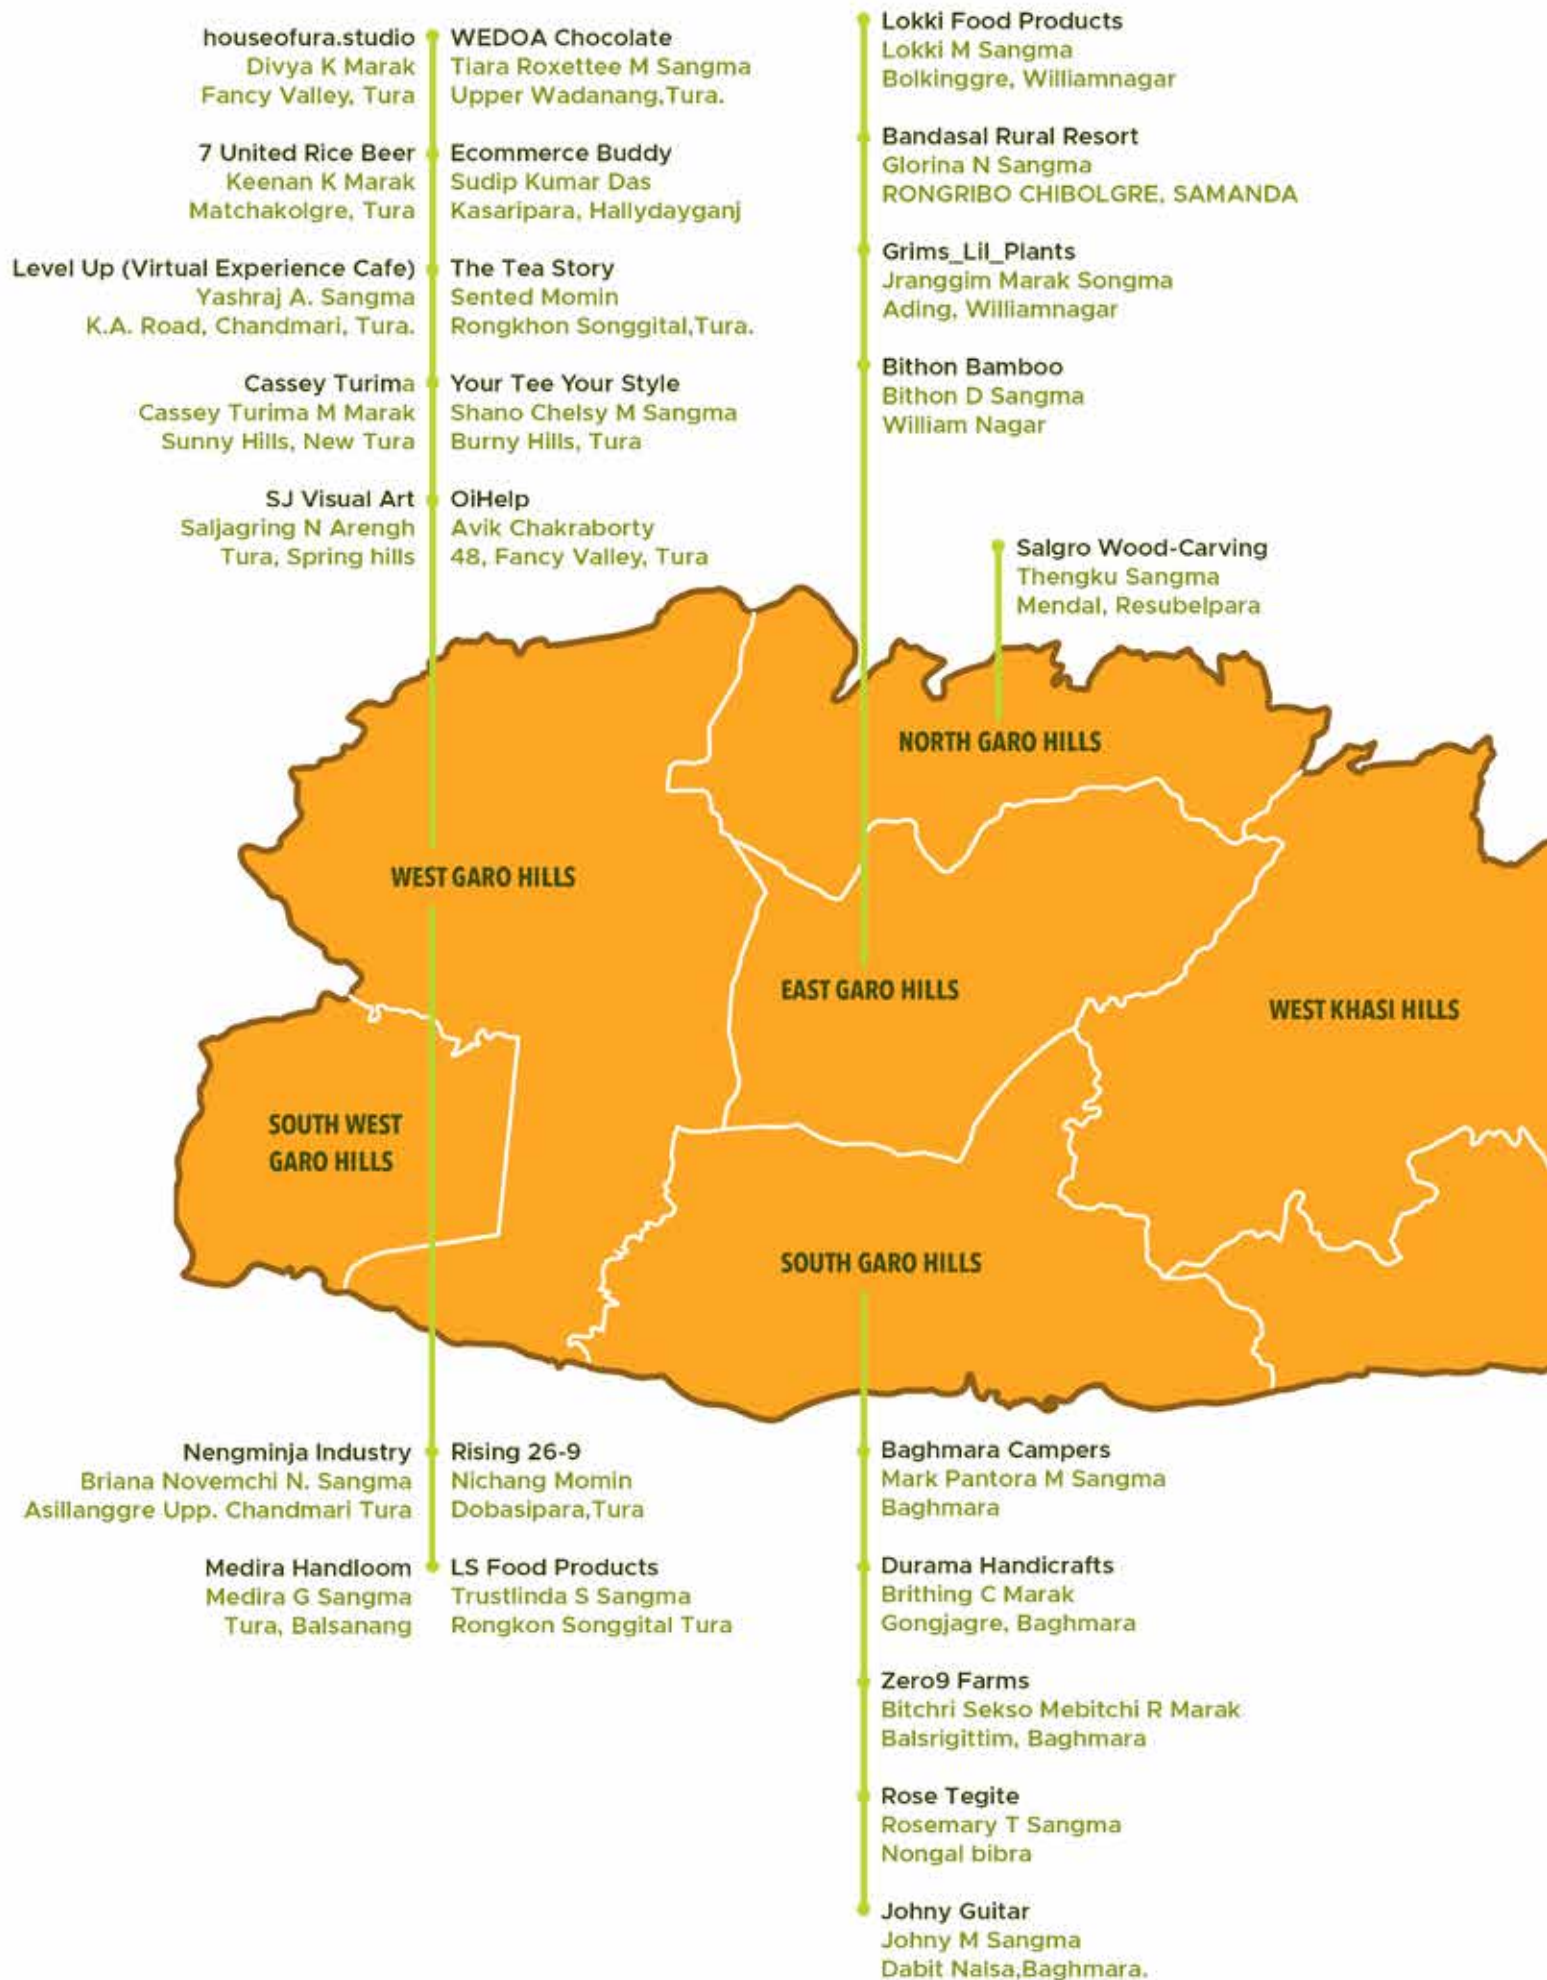 houseofura.studio
Divya K Marak
Fancy Valley, Tura
7 United Rice Beer
Keenan K Marak
Matchakolgre, Tura
Level Up (Virtual Experience Cafe)
Yashraj A. Sangma
K.A. Road, Chandmari, Tura.
Cassey Turima
Cassey Turima M Marak
Sunny Hills, New Tura
SJ Visual Art
Saljagring N Arengh
Tura, Spring hills
WEDOA Chocolate
Tiara Roxettee M Sangma
Upper Wadanang,Tura.
Ecommerce Buddy
Sudip Kumar Das
Kasaripara, Hallydayganj
The Tea Story
Sented Momin
Rongkhon Songgital,Tura.
Your Tee Your Style
Shano Chelsy M Sangma
Burny Hills, Tura
OiHelp
Avik Chakraborty
48, Fancy Valley, Tura
Lokki Food Products
Lokki M Sangma
Bolkinggre, Williamnagar
Bandasal Rural Resort
Glorina N Sangma
RONGRIBO CHIBOLGRE, SAMANDA
Grims_Lil_Plants
Jranggim Marak Songma
Ading, Williamnagar
Bithon Bamboo
Bithon D Sangma
William Nagar
Salgro Wood-Carving
Thengku Sangma
Mendal, Resubelpara
NORTH GARO HILLS
WEST GARO HILLS
EAST GARO HILLS
WEST KHASI HILLS
SOUTH WEST
GARO HILLS
SOUTH GARO HILLS
Nengminja Industry
Briana Novemchi N. Sangma
Asillanggre Upp. Chandmari Tura
Medira Handloom
Medira G Sangma
Tura, Balsanang
Rising 26-9
Nichang Momin
Dobasipara,Tura
LS Food Products
Trustlinda S Sangma
Rongkon Songgital Tura
Baghmara Campers
Mark Pantora M Sangma
Baghmara
Durama Handicrafts
Brithing C Marak
Gongjagre, Baghmara
Zero9 Farms
Bitchri Sekso Mebitchi R Marak
Balsrigittim, Baghmara
Rose Tegite
Rosemary T Sangma
Nongal bibra
Johny Guitar
Johny M Sangma
Dabit Nalsa,Baghmara.